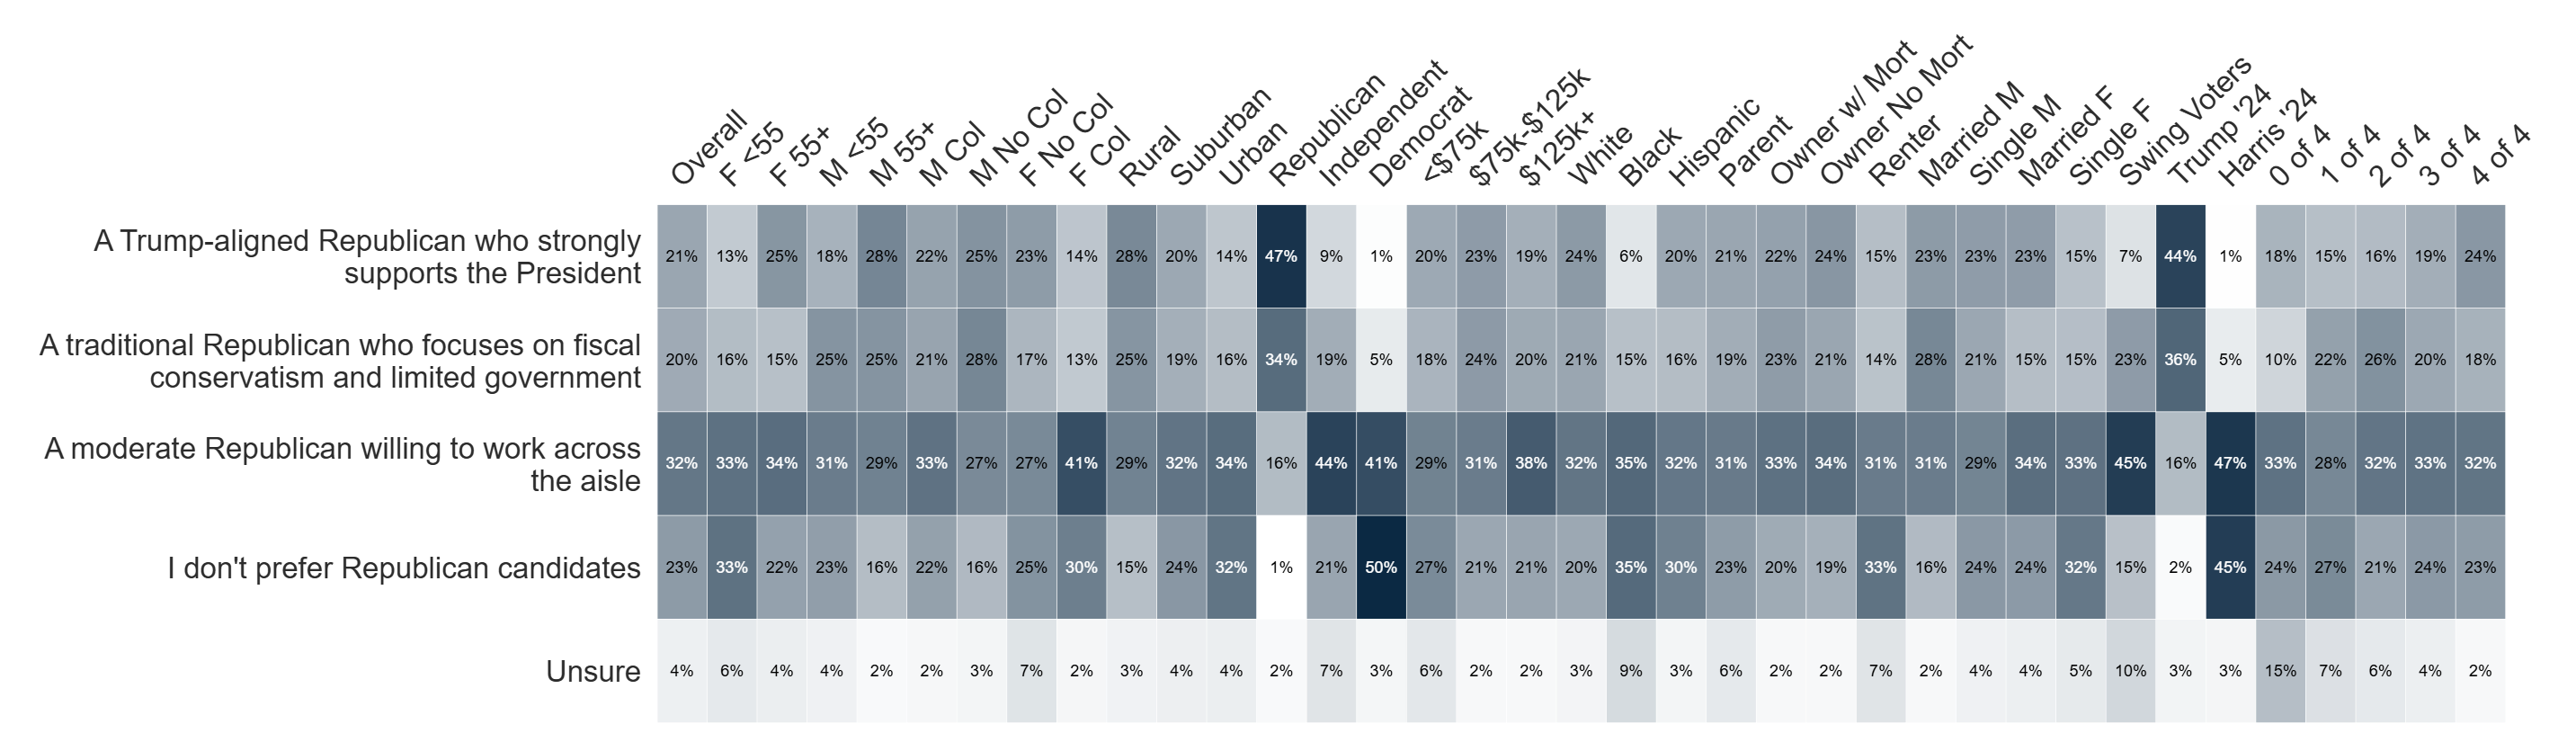 Overall F <55 F 55+ M <55 M 55+ M Col M No Col F No Col F Col Rural Suburban Urban Republican Independent Democrat <$75k $75k-$125k $125k+ White Black Hispanic Parent Owner w/ Mort Owner No Mort Renter Married M Single M Married F Single F Swing Voters Trump '24 Harris '24 0 of 4 1 of 4 2 of 4 3 of 4 4 of 4
A Trump-aligned Republican who strongly
supports the President
21% 13% 25% 18% 28% 22% 25% 23% 14% 28% 20% 14% 47% 9% 1% 20% 23% 19% 24% 6% 20% 21% 22% 24% 15% 23% 23% 23% 15% 7% 44% 1% 18% 15% 16% 19% 24%
A traditional Republican who focuses on fiscal
conservatism and limited government
20% 16% 15% 25% 25% 21% 28% 17% 13% 25% 19% 16% 34% 19% 5% 18% 24% 20% 21% 15% 16% 19% 23% 21% 14% 28% 21% 15% 15% 23% 36% 5% 10% 22% 26% 20% 18%
A moderate Republican willing to work across
the aisle
32% 33% 34% 31% 29% 33% 27% 27% 41% 29% 32% 34% 16% 44% 41% 29% 31% 38% 32% 35% 32% 31% 33% 34% 31% 31% 29% 34% 33% 45% 16% 47% 33% 28% 32% 33% 32%
I don't prefer Republican candidates
23% 33% 22% 23% 16% 22% 16% 25% 30% 15% 24% 32% 1% 21% 50% 27% 21% 21% 20% 35% 30% 23% 20% 19% 33% 16% 24% 24% 32% 15% 2% 45% 24% 27% 21% 24% 23%
Unsure
4% 6% 4% 4% 2% 2% 3% 7% 2% 3% 4% 4% 2% 7% 3% 6% 2% 2% 3% 9% 3% 6% 2% 2% 7% 2% 4% 4% 5% 10% 3% 3% 15% 7% 6% 4% 2%